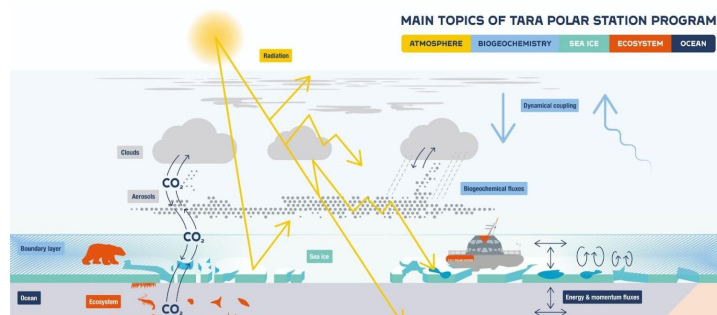 MAIN TOPICS OF TARA POLAR STATION PROGRAM
ATMOSPHERE BIOGEOCHEMISTRY SEA ICE ECOSYSTEM OCEAN
Radiation
Dynamical coupling
Clouds
CO₂
Aerosols
Biogeochemical fluxes
CO₂
Boundary layer
Sea ice
Ocean
Ecosystem
Energy & momentum fluxes
CO₂